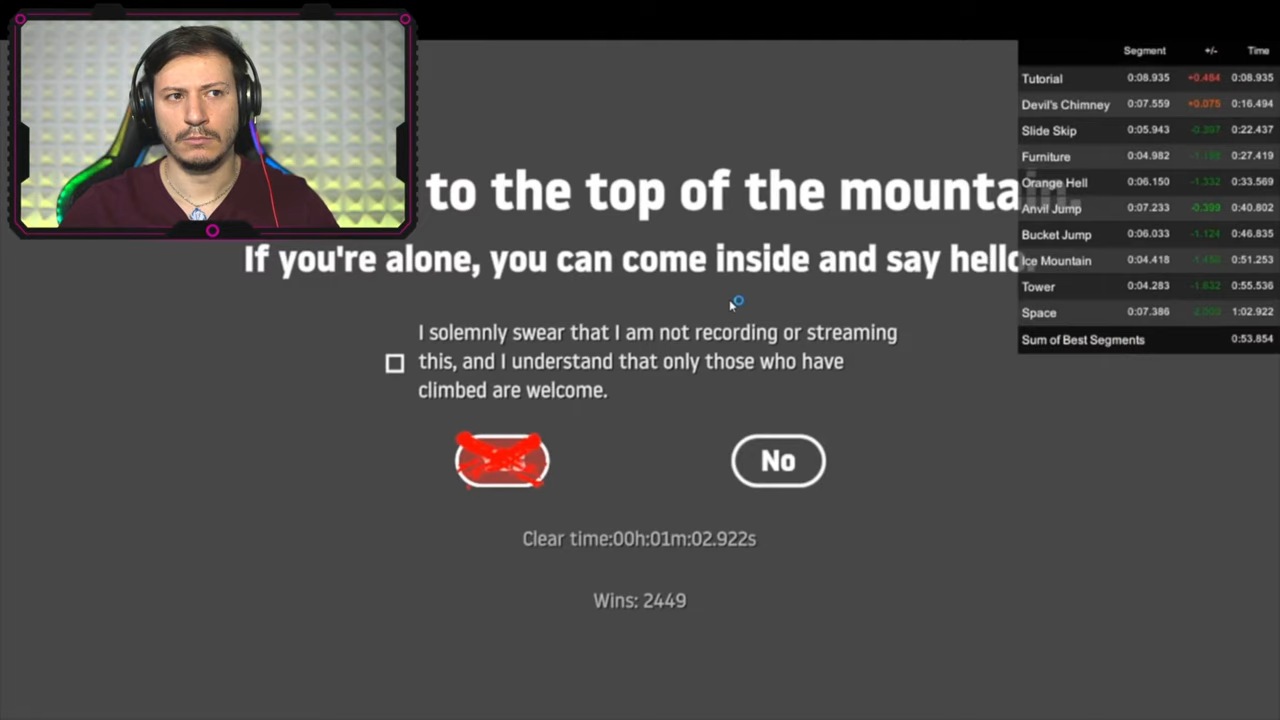 to the top of the mountain.
If you're alone, you can come inside and say hello.
I solemnly swear that I am not recording or streaming
this, and I understand that only those who have
climbed are welcome.
No
Clear time:00h:01m:02.922s
Wins: 2449
Segment +/- Time
Tutorial 0:08.935 +0.464 0:08.935
Devil's Chimney 0:07.559 +0.075 0:16.494
Slide Skip 0:05.943 -0.397 0:22.437
Furniture 0:04.982 0:27.419
Orange Hell 0:06.150 -1.332 0:33.569
Anvil Jump 0:07.233 -0.399 0:40.802
Bucket Jump 0:06.033 -1.124 0:46.835
Ice Mountain 0:04.418 0:51.253
Tower 0:04.283 -1.632 0:55.536
Space 0:07.386 1:02.922
Sum of Best Segments 0:53.854